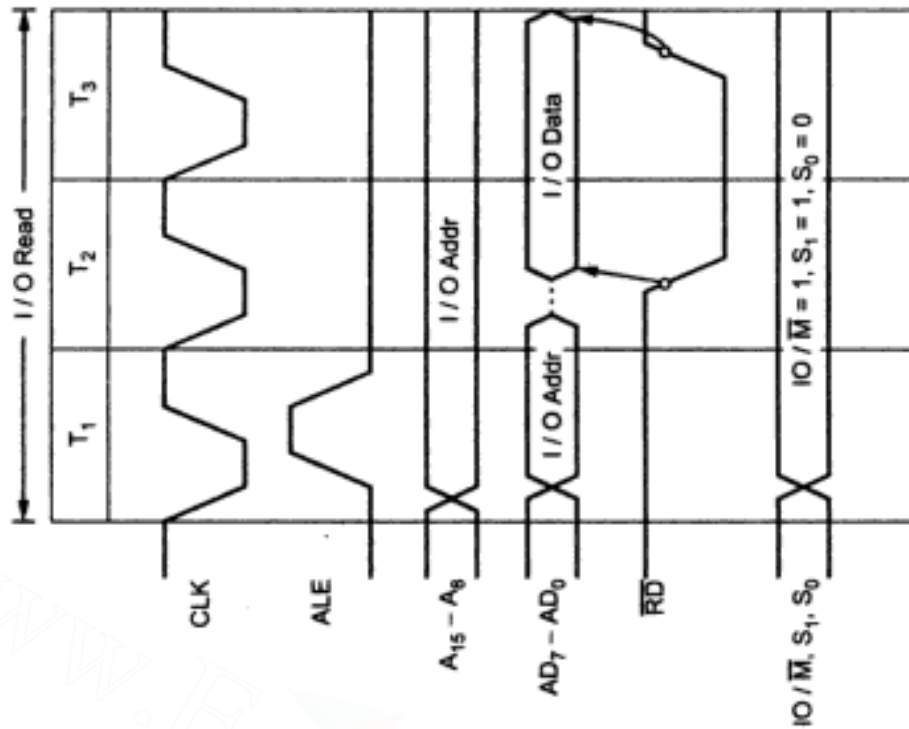 I / O Read
T₁ T₂ T₃
CLK
ALE
A₁₅ – A₈ I / O Addr
AD₇ – AD₀ I / O Addr I / O Data
R̅D̅
IO / M̅, S₁, S₀ IO / M̅ = 1, S₁ = 1, S₀ = 0